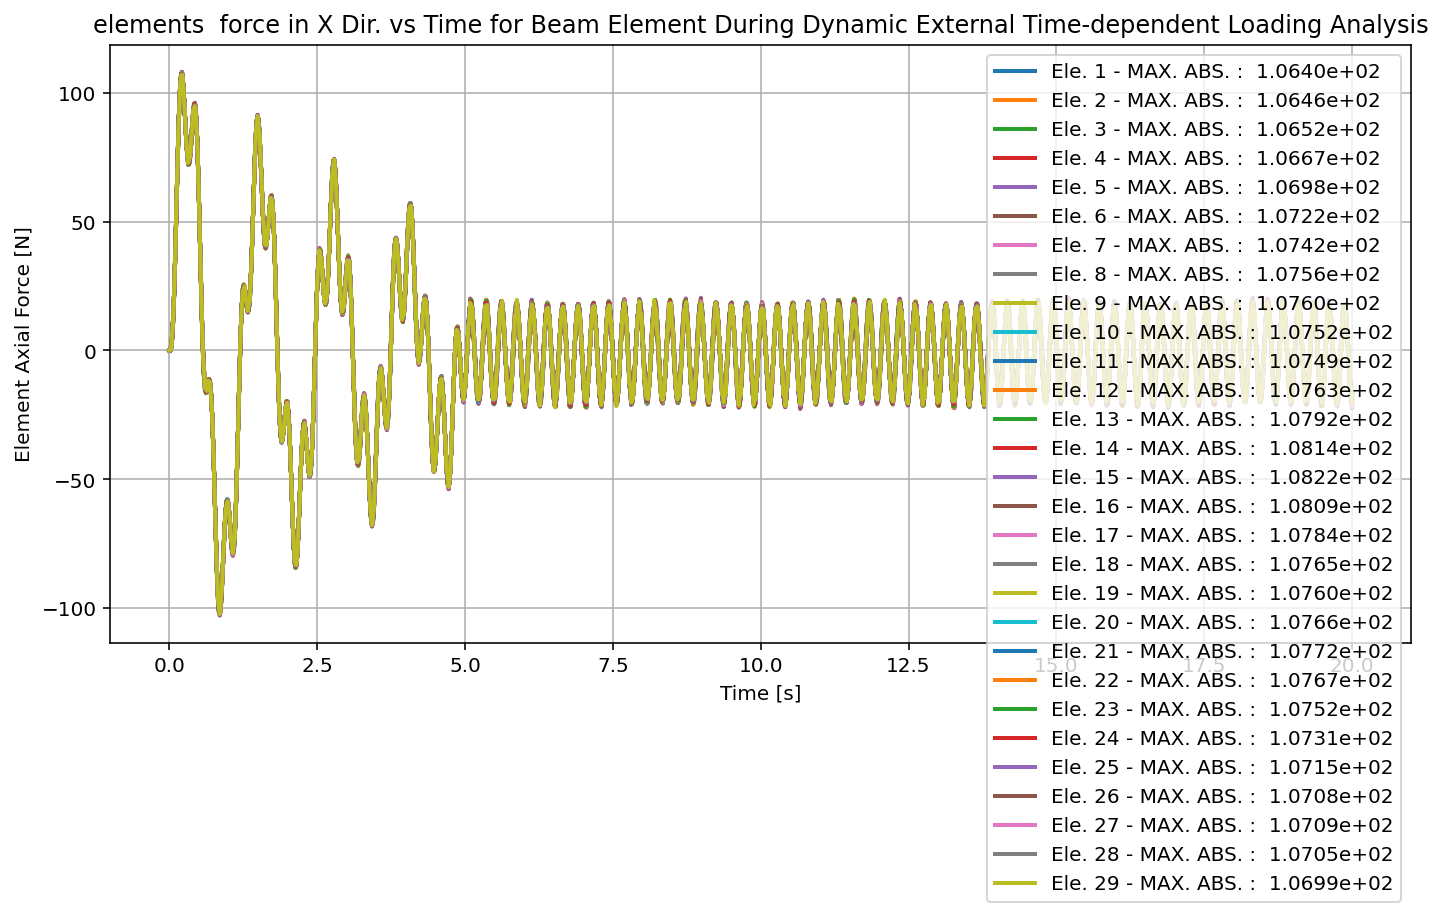 elements  force in X Dir. vs Time for Beam Element During Dynamic External Time-dependent Loading Analysis
Element Axial Force [N]
100
50
0
−50
−100
0.0
2.5
5.0
7.5
10.0
12.5
15.0
17.5
20.0
Time [s]
Ele. 1 - MAX. ABS. :  1.0640e+02
Ele. 2 - MAX. ABS. :  1.0646e+02
Ele. 3 - MAX. ABS. :  1.0652e+02
Ele. 4 - MAX. ABS. :  1.0667e+02
Ele. 5 - MAX. ABS. :  1.0698e+02
Ele. 6 - MAX. ABS. :  1.0722e+02
Ele. 7 - MAX. ABS. :  1.0742e+02
Ele. 8 - MAX. ABS. :  1.0756e+02
Ele. 9 - MAX. ABS. :  1.0760e+02
Ele. 10 - MAX. ABS. :  1.0752e+02
Ele. 11 - MAX. ABS. :  1.0749e+02
Ele. 12 - MAX. ABS. :  1.0763e+02
Ele. 13 - MAX. ABS. :  1.0792e+02
Ele. 14 - MAX. ABS. :  1.0814e+02
Ele. 15 - MAX. ABS. :  1.0822e+02
Ele. 16 - MAX. ABS. :  1.0809e+02
Ele. 17 - MAX. ABS. :  1.0784e+02
Ele. 18 - MAX. ABS. :  1.0765e+02
Ele. 19 - MAX. ABS. :  1.0760e+02
Ele. 20 - MAX. ABS. :  1.0766e+02
Ele. 21 - MAX. ABS. :  1.0772e+02
Ele. 22 - MAX. ABS. :  1.0767e+02
Ele. 23 - MAX. ABS. :  1.0752e+02
Ele. 24 - MAX. ABS. :  1.0731e+02
Ele. 25 - MAX. ABS. :  1.0715e+02
Ele. 26 - MAX. ABS. :  1.0708e+02
Ele. 27 - MAX. ABS. :  1.0709e+02
Ele. 28 - MAX. ABS. :  1.0705e+02
Ele. 29 - MAX. ABS. :  1.0699e+02